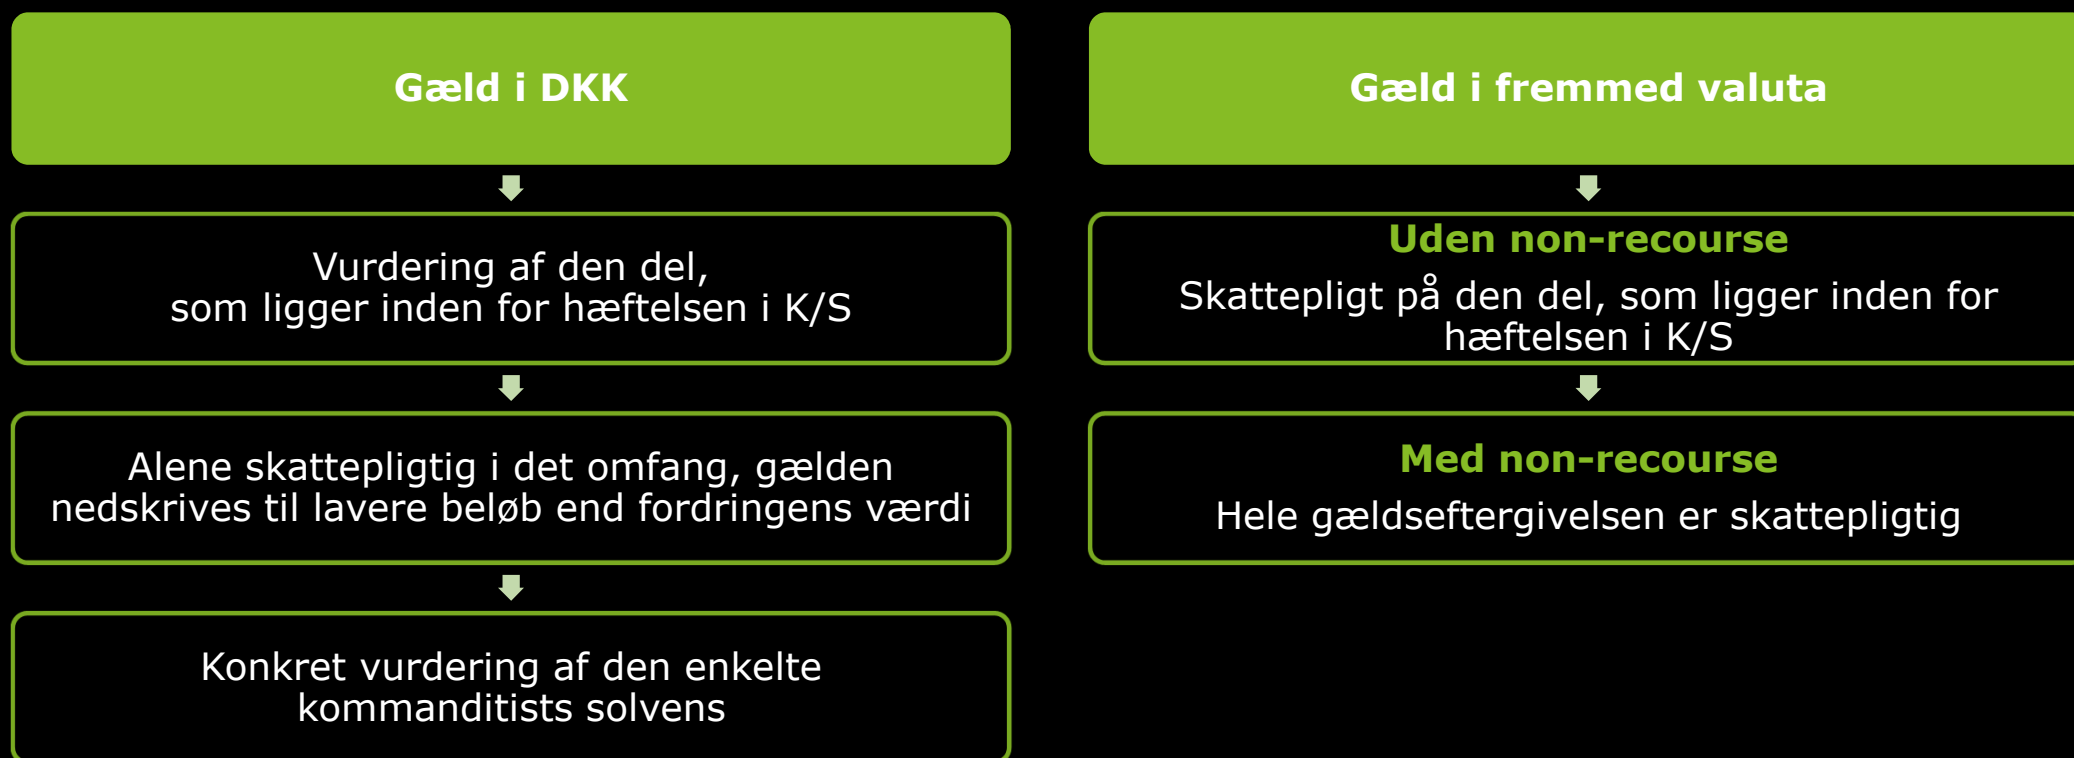 Gæld i DKK
Vurdering af den del,
som ligger inden for hæftelsen i K/S
Alene skattepligtig i det omfang, gælden
nedskrives til lavere beløb end fordringens værdi
Konkret vurdering af den enkelte
kommanditists solvens
Gæld i fremmed valuta
Uden non-recourse
Skattepligt på den del, som ligger inden for
hæftelsen i K/S
Med non-recourse
Hele gældseftergivelsen er skattepligtig